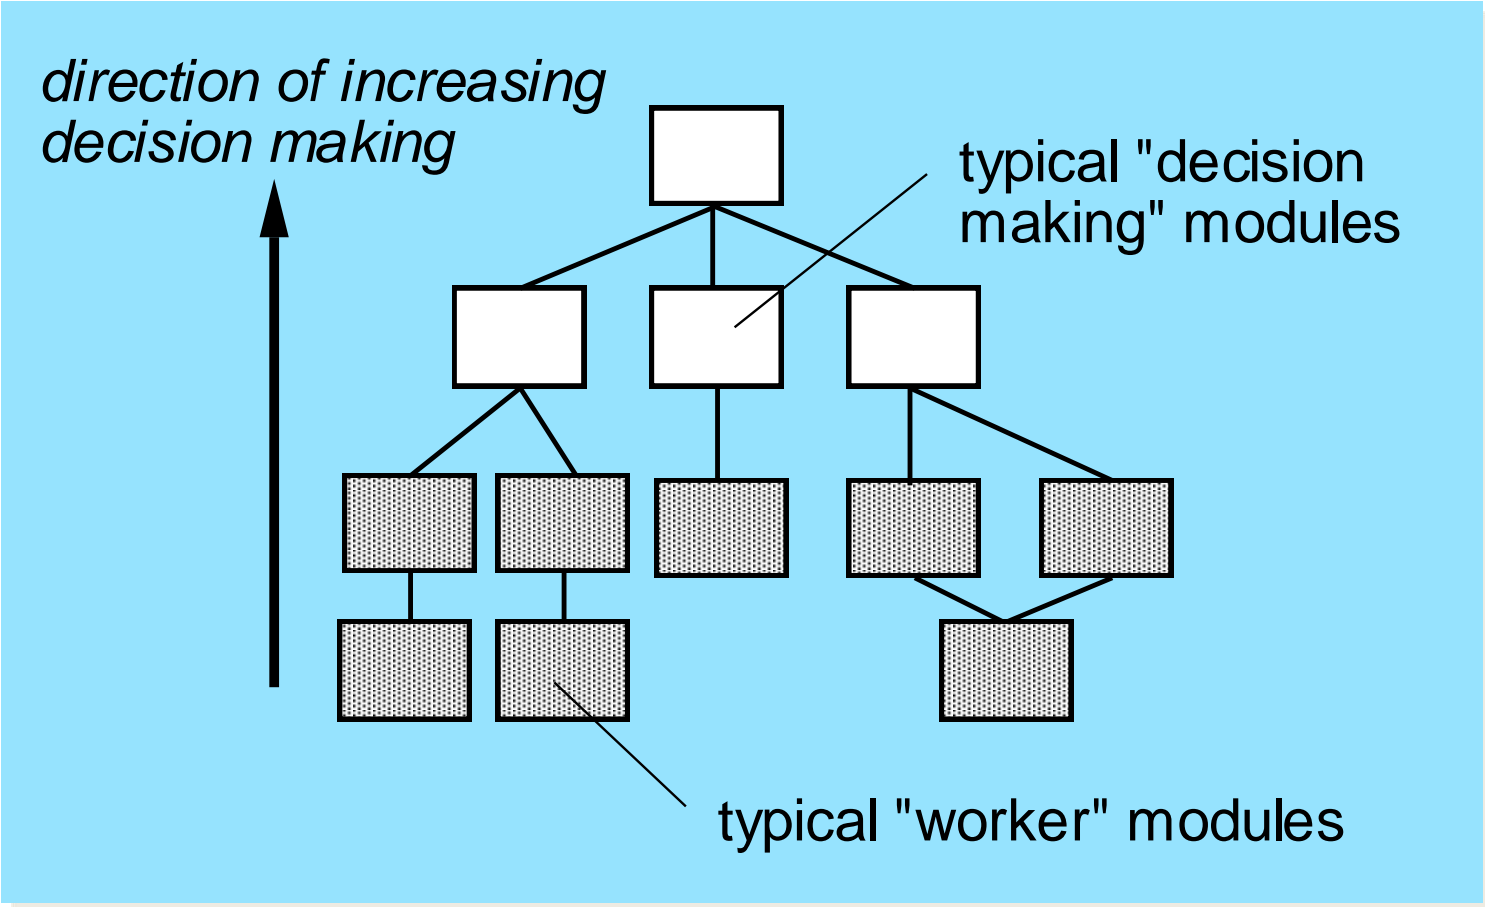 direction of increasing
decision making
typical "decision
making" modules
typical "worker" modules